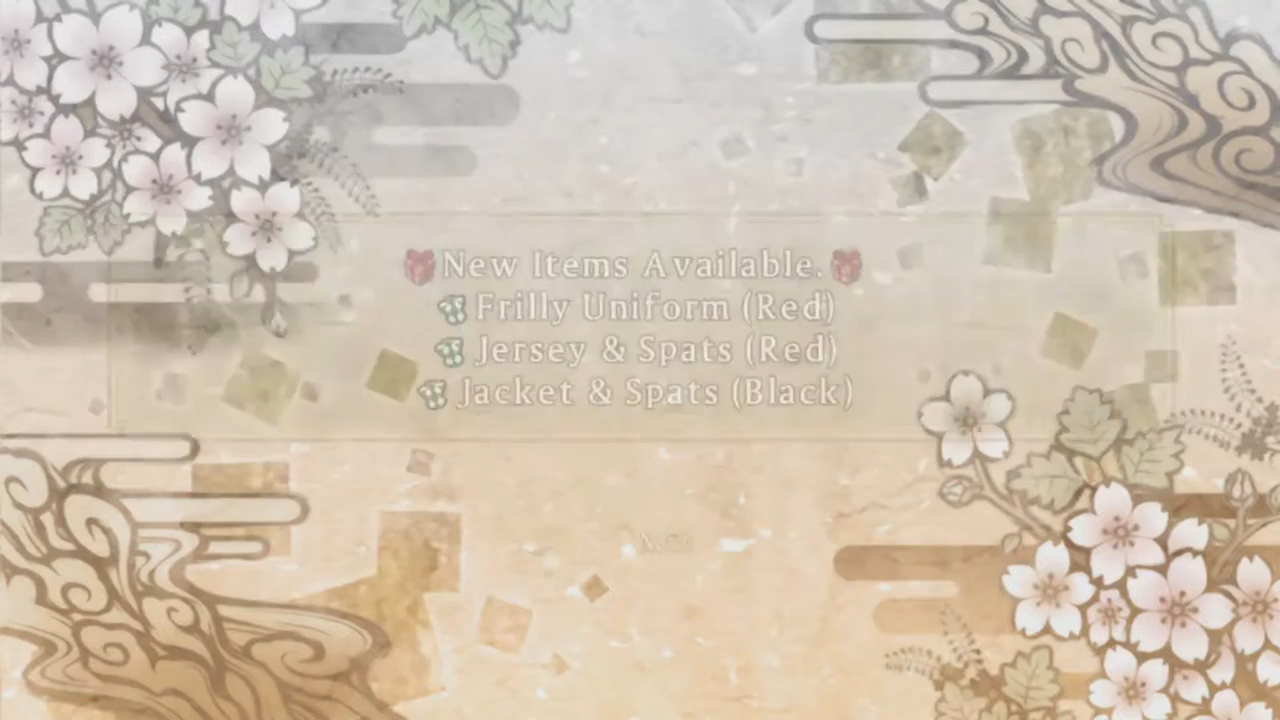 New Items Available.
Frilly Uniform (Red)
Jersey & Spats (Red)
Jacket & Spats (Black)